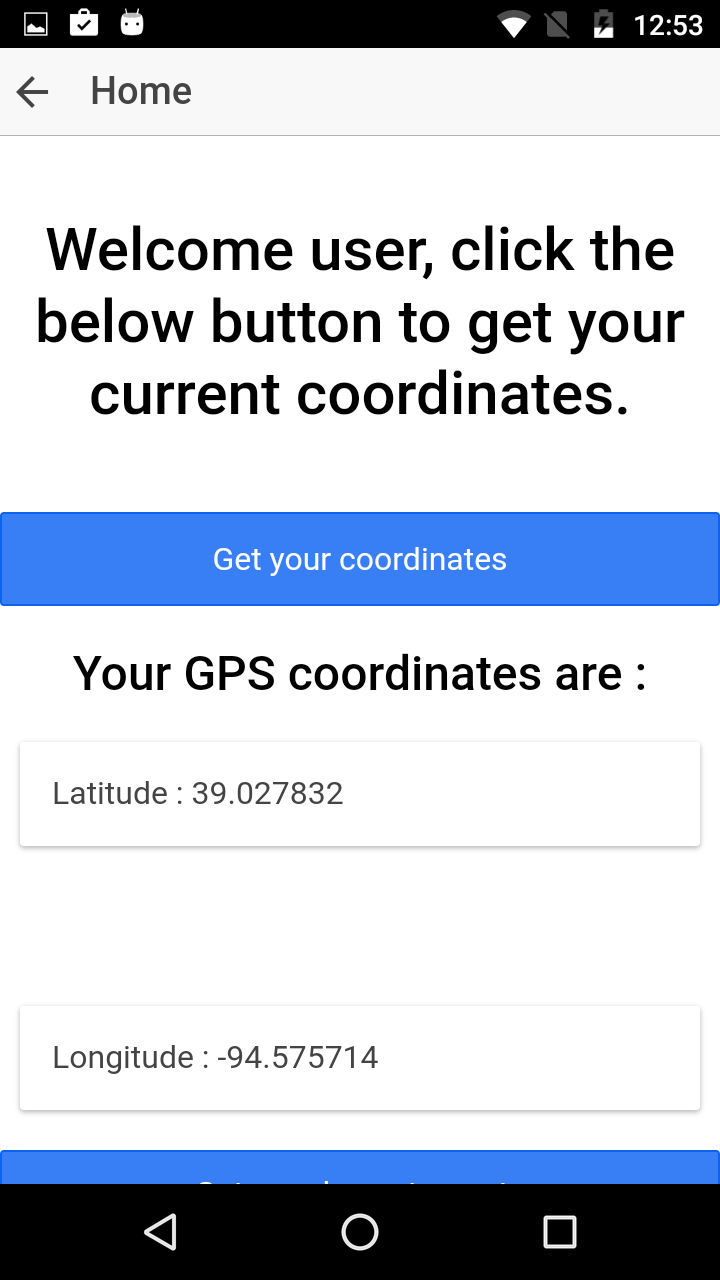 12:53
Home
Welcome user, click the
below button to get your
current coordinates.
Get your coordinates
Your GPS coordinates are :
Latitude : 39.027832
Longitude : -94.575714